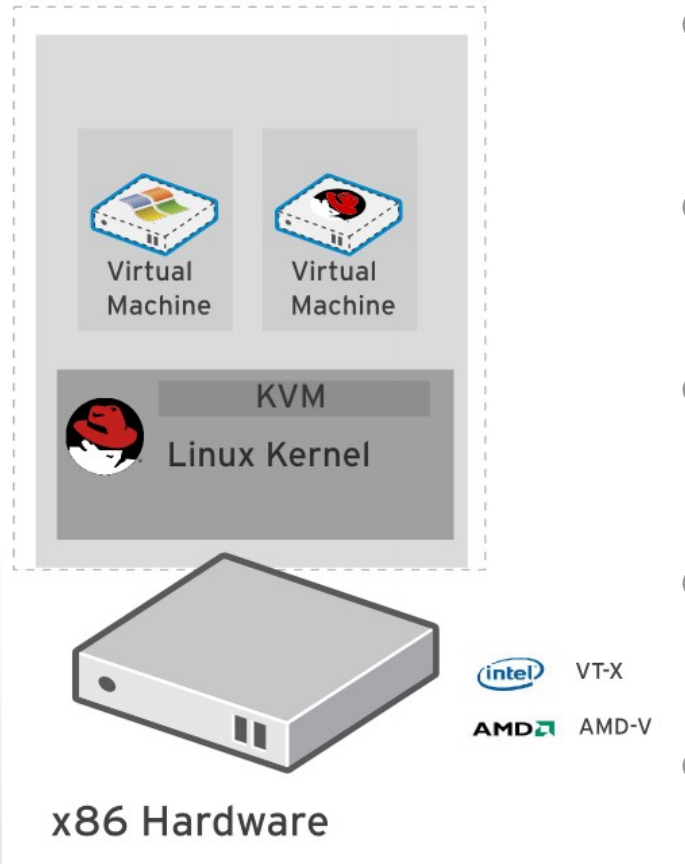 Virtual
Machine
Virtual
Machine
KVM
Linux Kernel
intel VT-X
AMD AMD-V
x86 Hardware